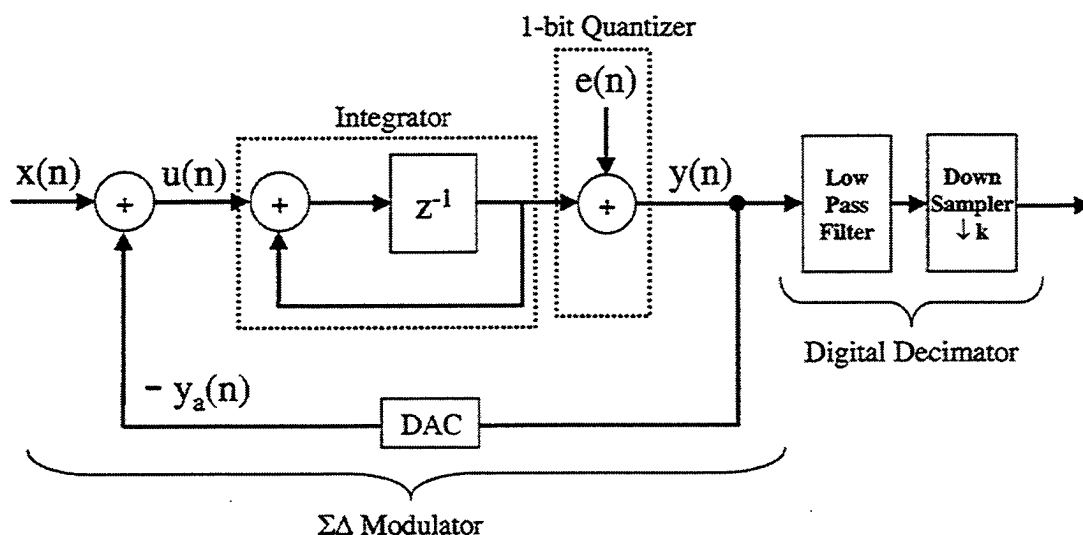 1-bit Quantizer
e(n)
Integrator
x(n)
+
u(n)
+
z⁻¹
+
y(n)
Low
Pass
Filter
Down
Sampler
↓ k
Digital Decimator
− yₐ(n)
DAC
ΣΔ Modulator